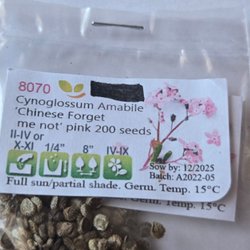 8070
Cynoglossum Amabile
'Chinese Forget
me not' pink 200 seeds
II-IV or
X-XI 1/4" 8" IV-IX
Sow by: 12/2025
Batch: A2022-05
Full sun/partial shade. Germ. Temp. 15°C